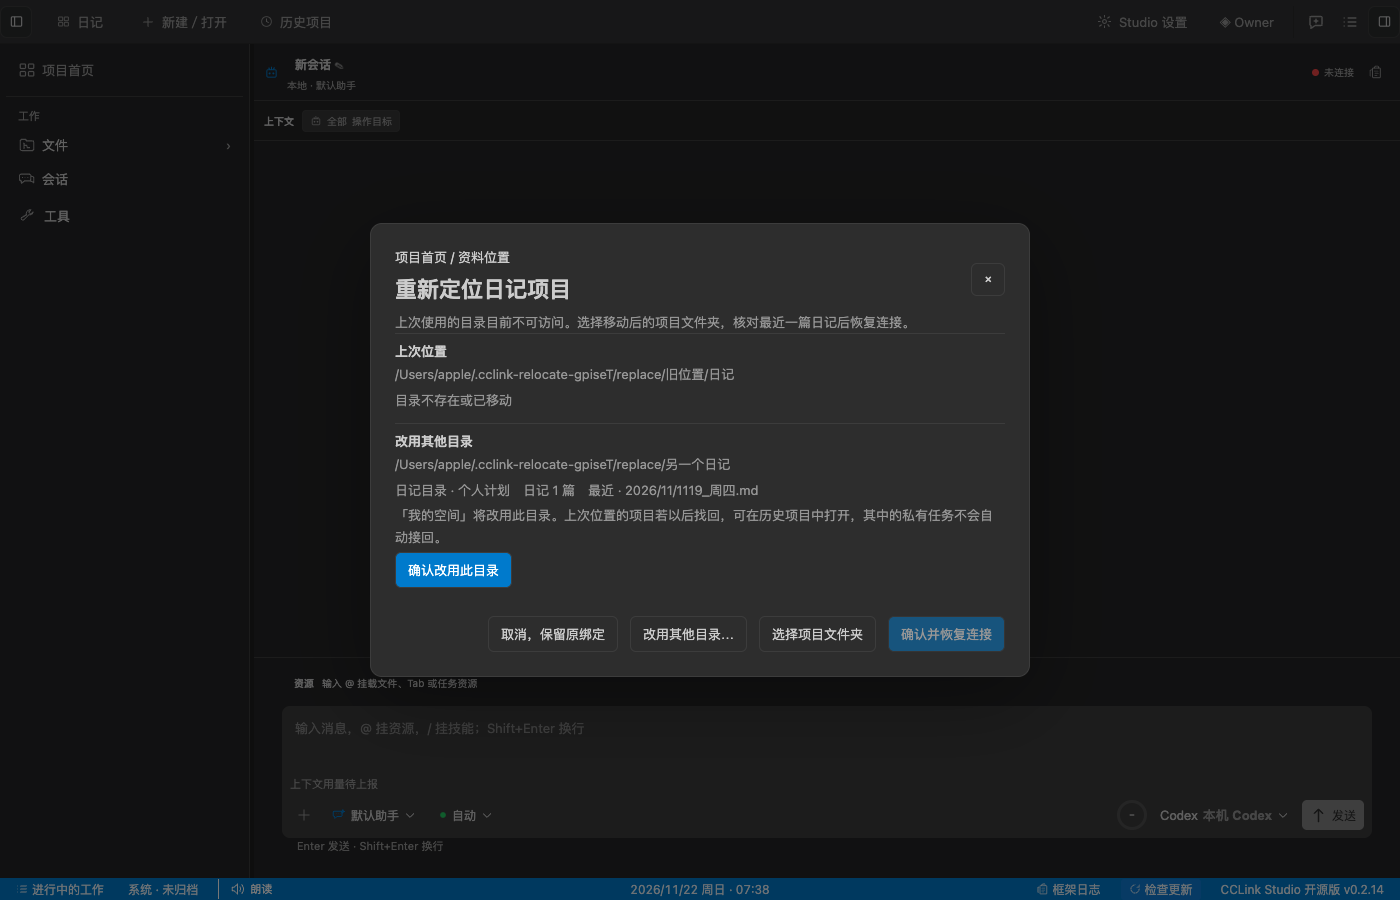 日记
新建 / 打开
历史项目
Studio 设置
Owner
项目首页
工作
文件
会话
工具
新会话
本地 · 默认助手
未连接
上下文
全部 操作目标
项目首页 / 资料位置
重新定位日记项目
×
上次使用的目录目前不可访问。选择移动后的项目文件夹，核对最近一篇日记后恢复连接。
上次位置
/Users/apple/.cclink-relocate-gpiseT/replace/旧位置/日记
目录不存在或已移动
改用其他目录
/Users/apple/.cclink-relocate-gpiseT/replace/另一个日记
日记目录 · 个人计划 日记 1 篇 最近 · 2026/11/1119_周四.md
「我的空间」将改用此目录。上次位置的项目若以后找回，可在历史项目中打开，其中的私有任务不会自
动接回。
确认改用此目录
取消，保留原绑定
改用其他目录...
选择项目文件夹
确认并恢复连接
资源 输入 @ 挂载文件、Tab 或任务资源
输入消息，@ 挂资源，/ 挂技能；Shift+Enter 换行
上下文用量待上报
默认助手
自动
-
Codex 本机 Codex
发送
Enter 发送 · Shift+Enter 换行
进行中的工作
系统 · 未归档
朗读
2026/11/22 周日 · 07:38
框架日志
检查更新
CCLink Studio 开源版 v0.2.14